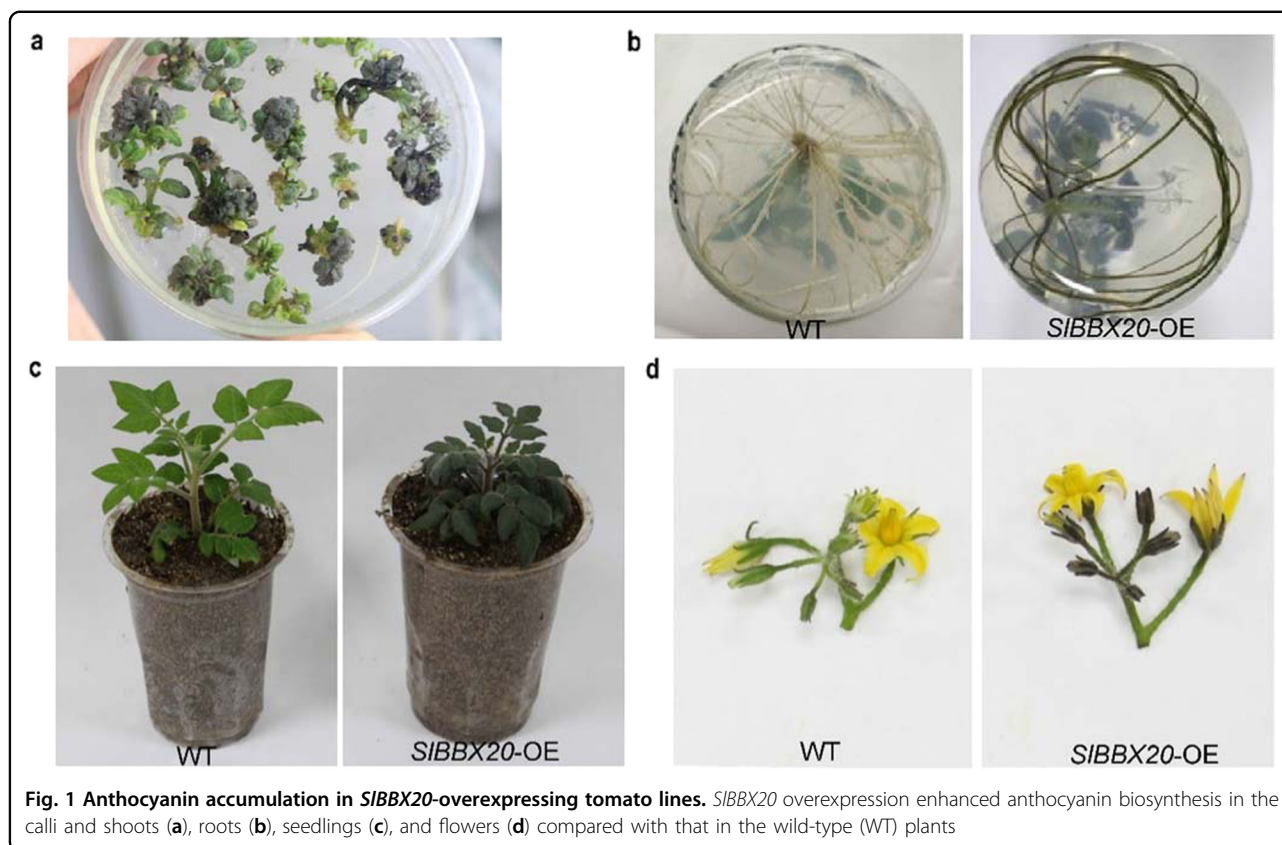 a
b
WT
SlBBX20-OE
c
d
WT
SlBBX20-OE
WT
SlBBX20-OE
Fig. 1 Anthocyanin accumulation in SlBBX20-overexpressing tomato lines. SlBBX20 overexpression enhanced anthocyanin biosynthesis in the
calli and shoots (a), roots (b), seedlings (c), and flowers (d) compared with that in the wild-type (WT) plants